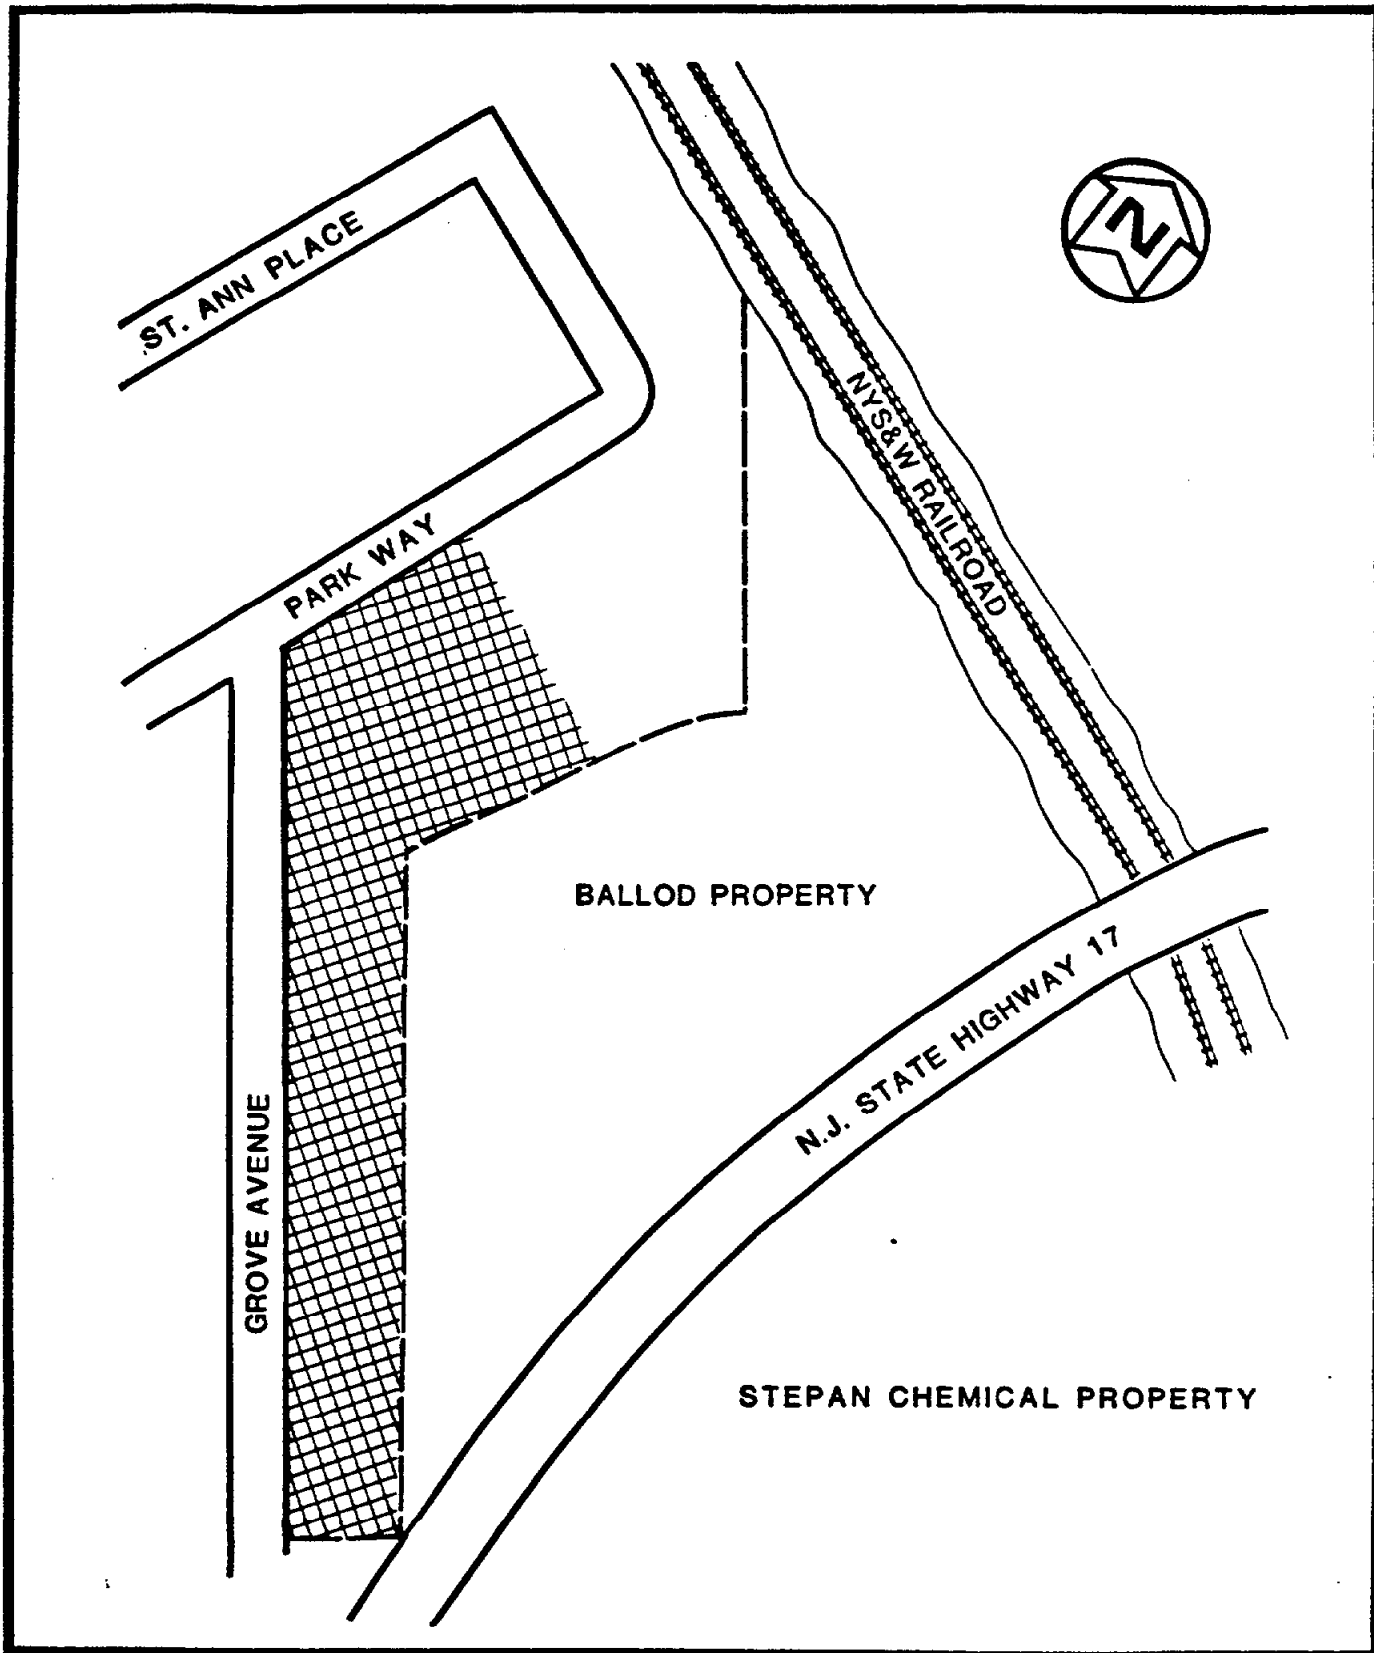 ST. ANN PLACE
N
NYS&W RAILROAD
PARK WAY
BALLOD PROPERTY
N.J. STATE HIGHWAY 17
GROVE AVENUE
STEPAN CHEMICAL PROPERTY